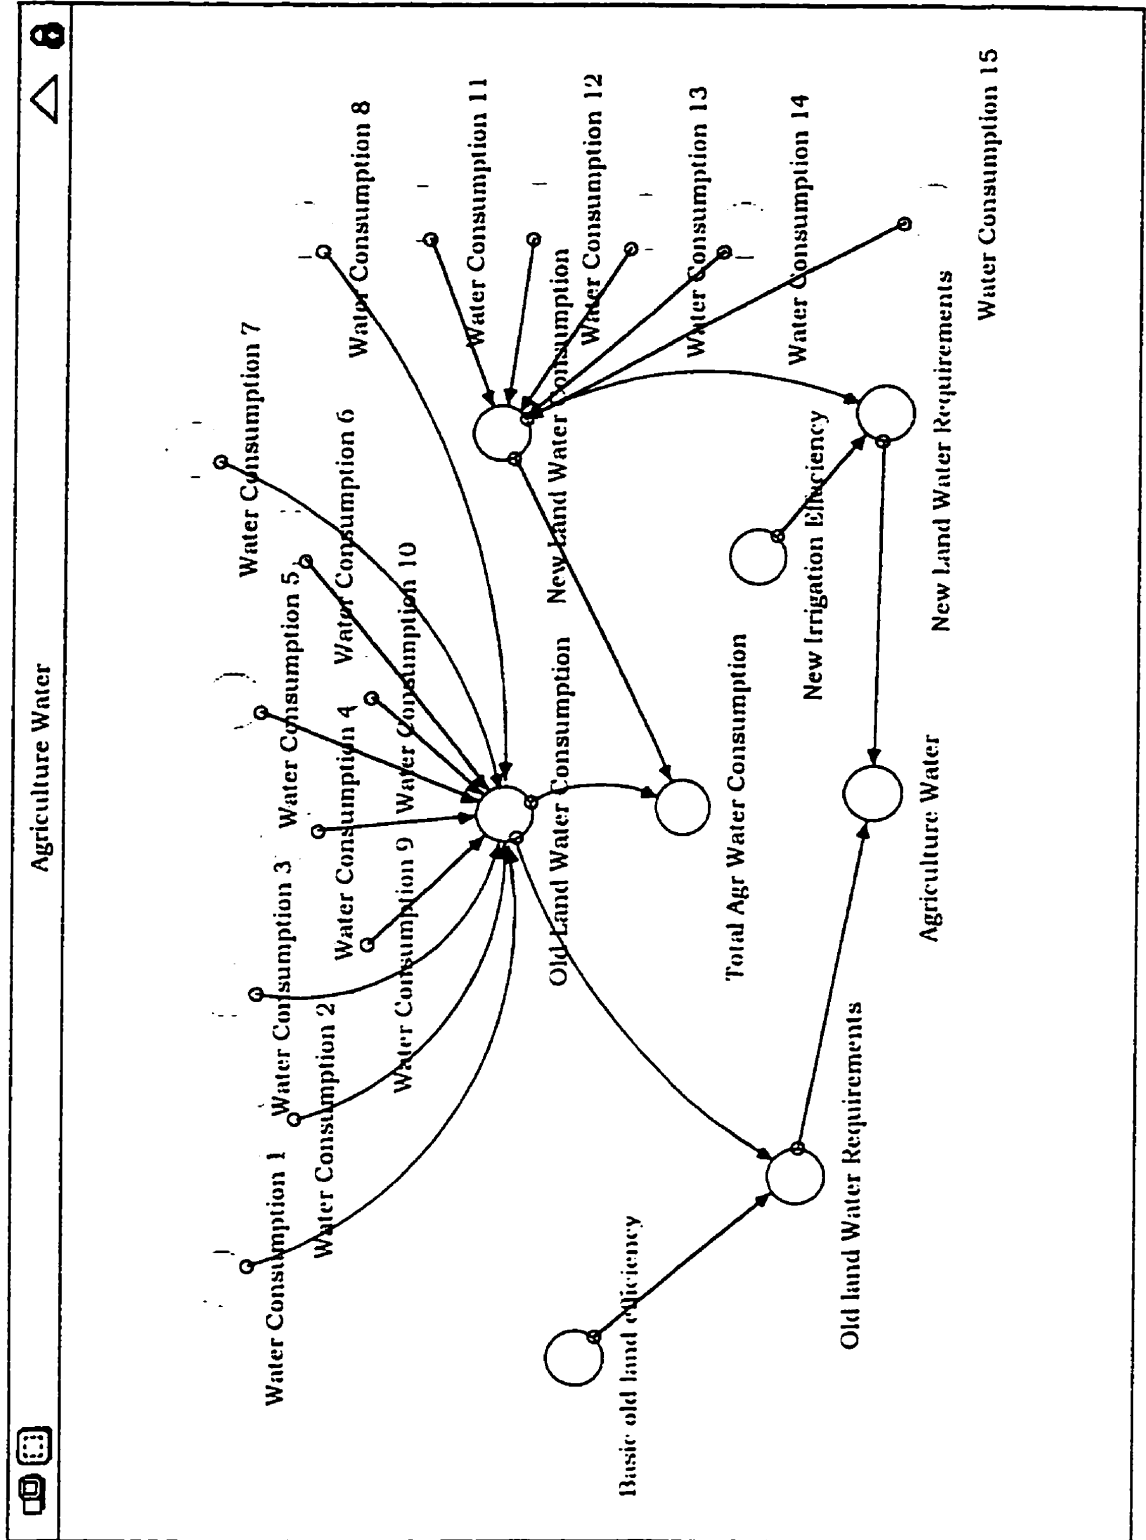 Agriculture Water
Water Consumption 1
Water Consumption 2
Water Consumption 3
Water Consumption 9
Water Consumption 4
Water Consumption 5
Water Consumption 10
Water Consumption 6
Water Consumption 7
Water Consumption 8
Water Consumption 11
Water Consumption 12
Water Consumption 13
Water Consumption 14
Water Consumption 15
Old Land Water Consumption
New Land Water Consumption
Basic old land efficiency
Total Agr Water Consumption
New Irrigation Efficiency
Old land Water Requirements
Agriculture Water
New Land Water Requirements